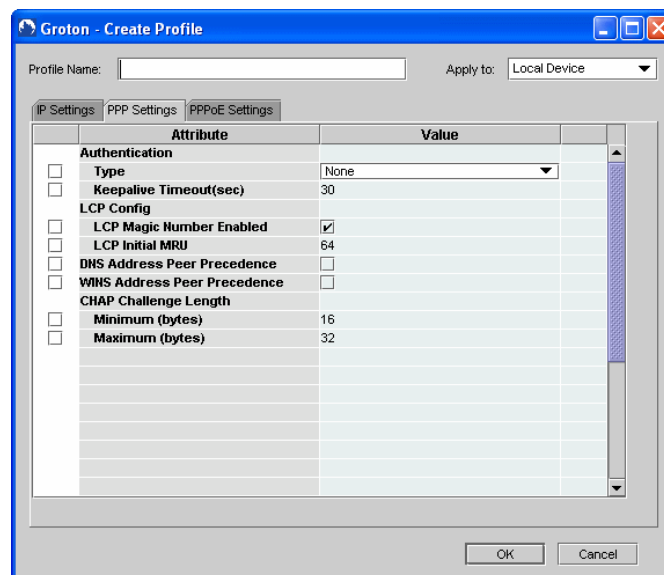 Groton - Create Profile
Profile Name: Apply to: Local Device
IP Settings PPP Settings PPPoE Settings
Attribute Value
Authentication
Type None
Keepalive Timeout(sec) 30
LCP Config
LCP Magic Number Enabled
LCP Initial MRU 64
DNS Address Peer Precedence
WINS Address Peer Precedence
CHAP Challenge Length
Minimum (bytes) 16
Maximum (bytes) 32
OK Cancel